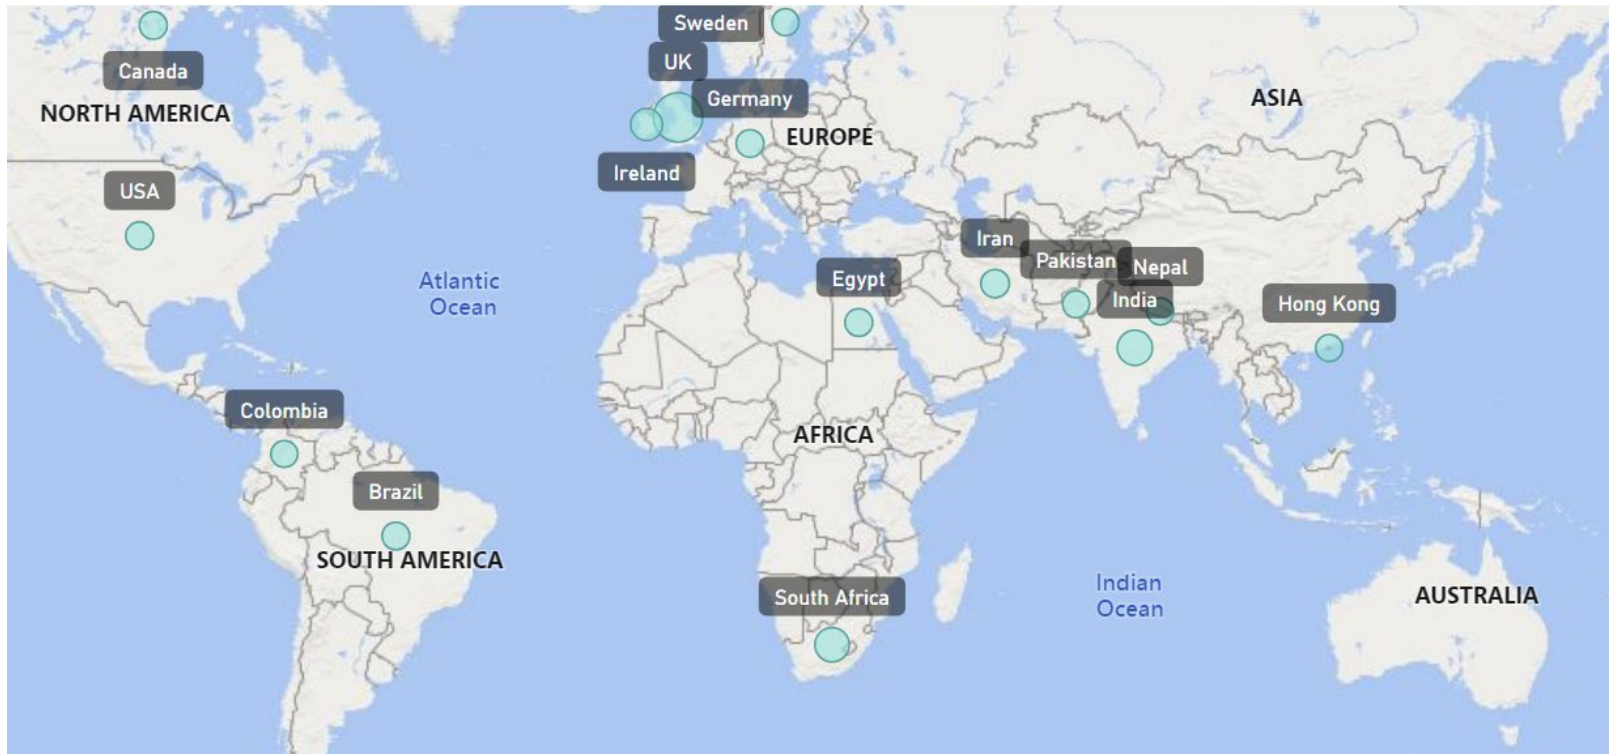 Sweden
UK
Canada
Germany
NORTH AMERICA
ASIA
EUROPE
Ireland
USA
Iran
Pakistan
Nepal
Egypt
India
Hong Kong
Atlantic
Ocean
Colombia
AFRICA
Brazil
SOUTH AMERICA
South Africa
Indian
Ocean
AUSTRALIA